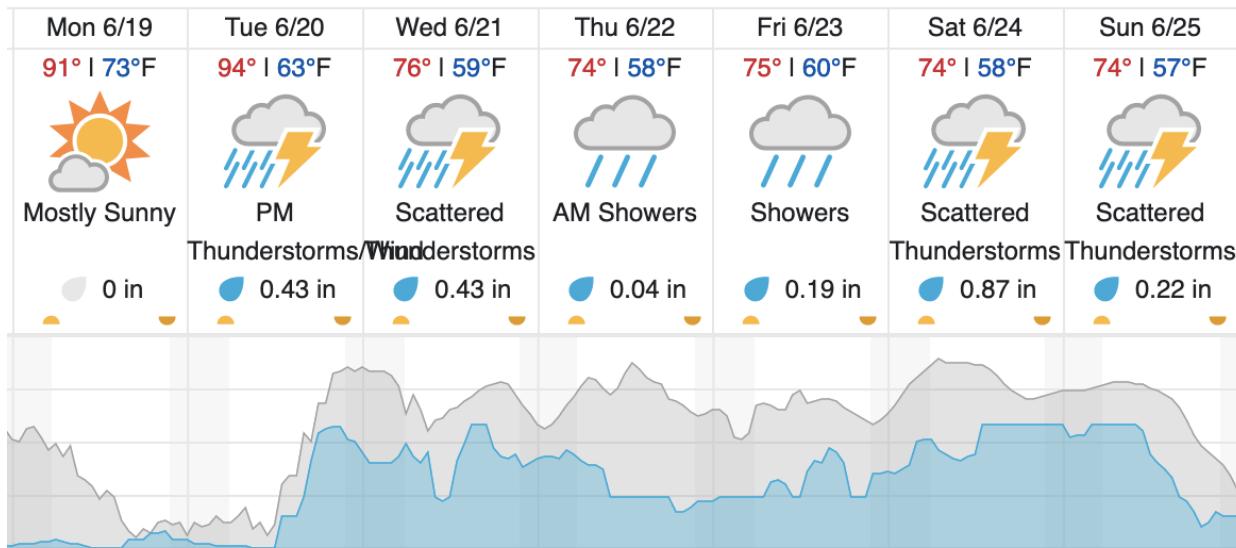 Mon 6/19 Tue 6/20 Wed 6/21 Thu 6/22 Fri 6/23 Sat 6/24 Sun 6/25
91° | 73°F 94° | 63°F 76° | 59°F 74° | 58°F 75° | 60°F 74° | 58°F 74° | 57°F
Mostly Sunny PM Scattered AM Showers Showers Scattered Scattered
Thunderstorms/Wind Thunderstorms Thunderstorms Thunderstorms
0 in 0.43 in 0.43 in 0.04 in 0.19 in 0.87 in 0.22 in